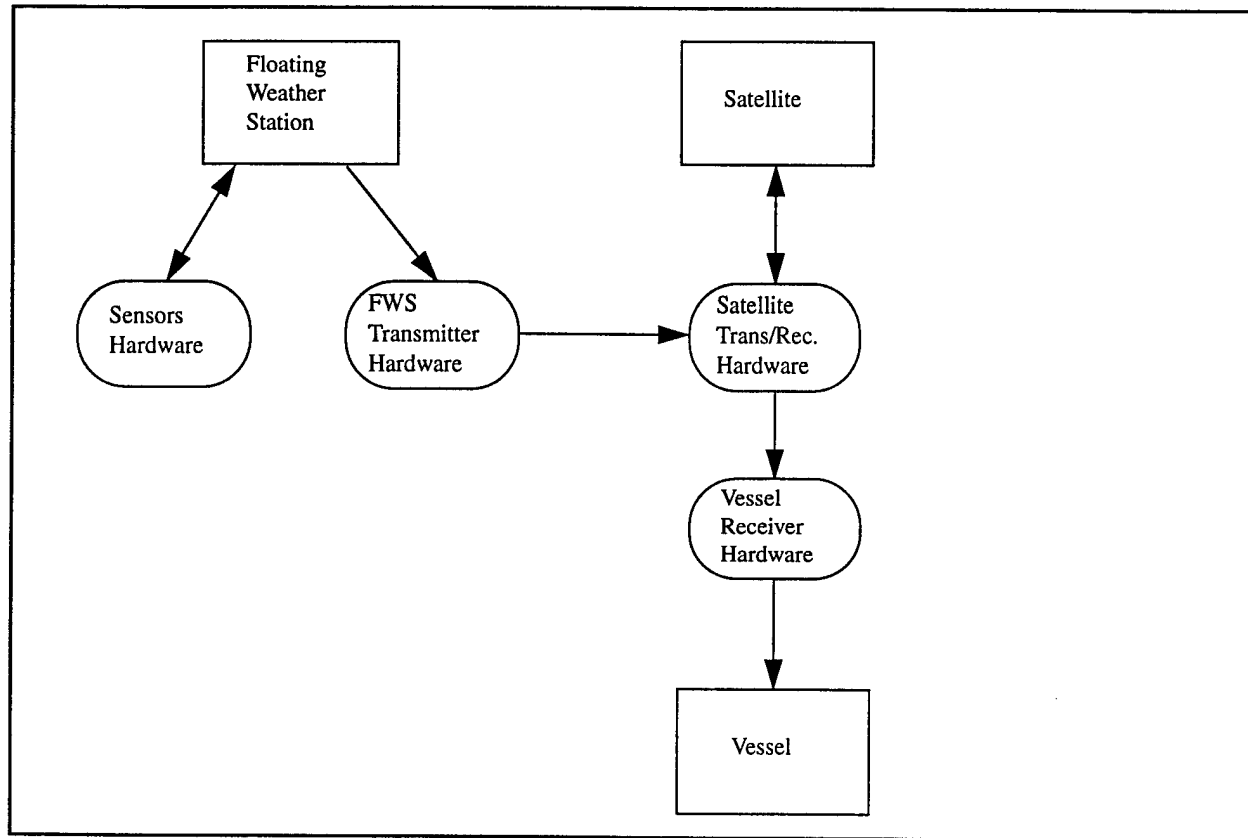 Floating
Weather
Station
Satellite
Sensors
Hardware
FWS
Transmitter
Hardware
Satellite
Trans/Rec.
Hardware
Vessel
Receiver
Hardware
Vessel